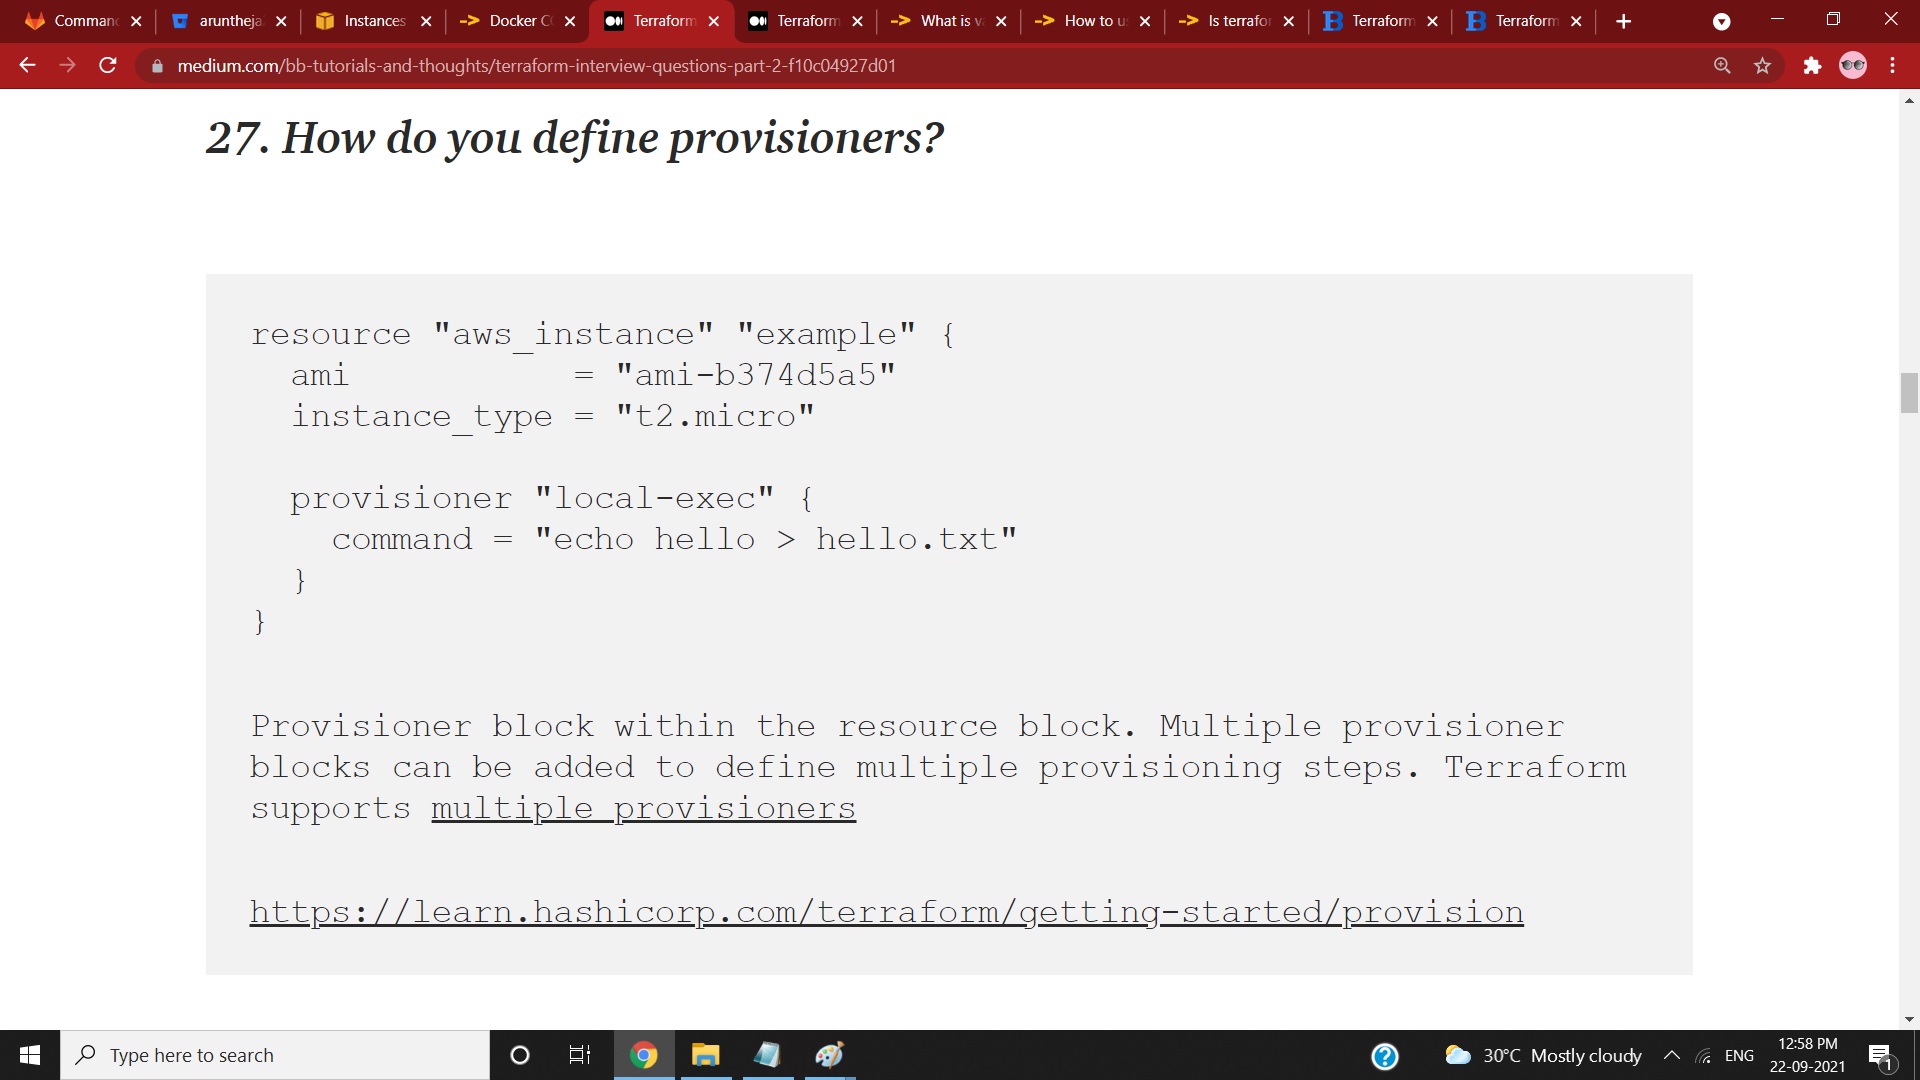 Comman
aruntheja
Instances
Docker C
Terraform
Terraform
What is v
How to u
Is terrafor
Terraform
Terraform
medium.com/bb-tutorials-and-thoughts/terraform-interview-questions-part-2-f10c04927d01
27. How do you define provisioners?
resource "aws_instance" "example" {
ami = "ami-b374d5a5"
instance_type = "t2.micro"
provisioner "local-exec" {
command = "echo hello > hello.txt"
}
}
Provisioner block within the resource block. Multiple provisioner
blocks can be added to define multiple provisioning steps. Terraform
supports multiple provisioners
https://learn.hashicorp.com/terraform/getting-started/provision
Type here to search
30°C Mostly cloudy
ENG
12:58 PM
22-09-2021
1